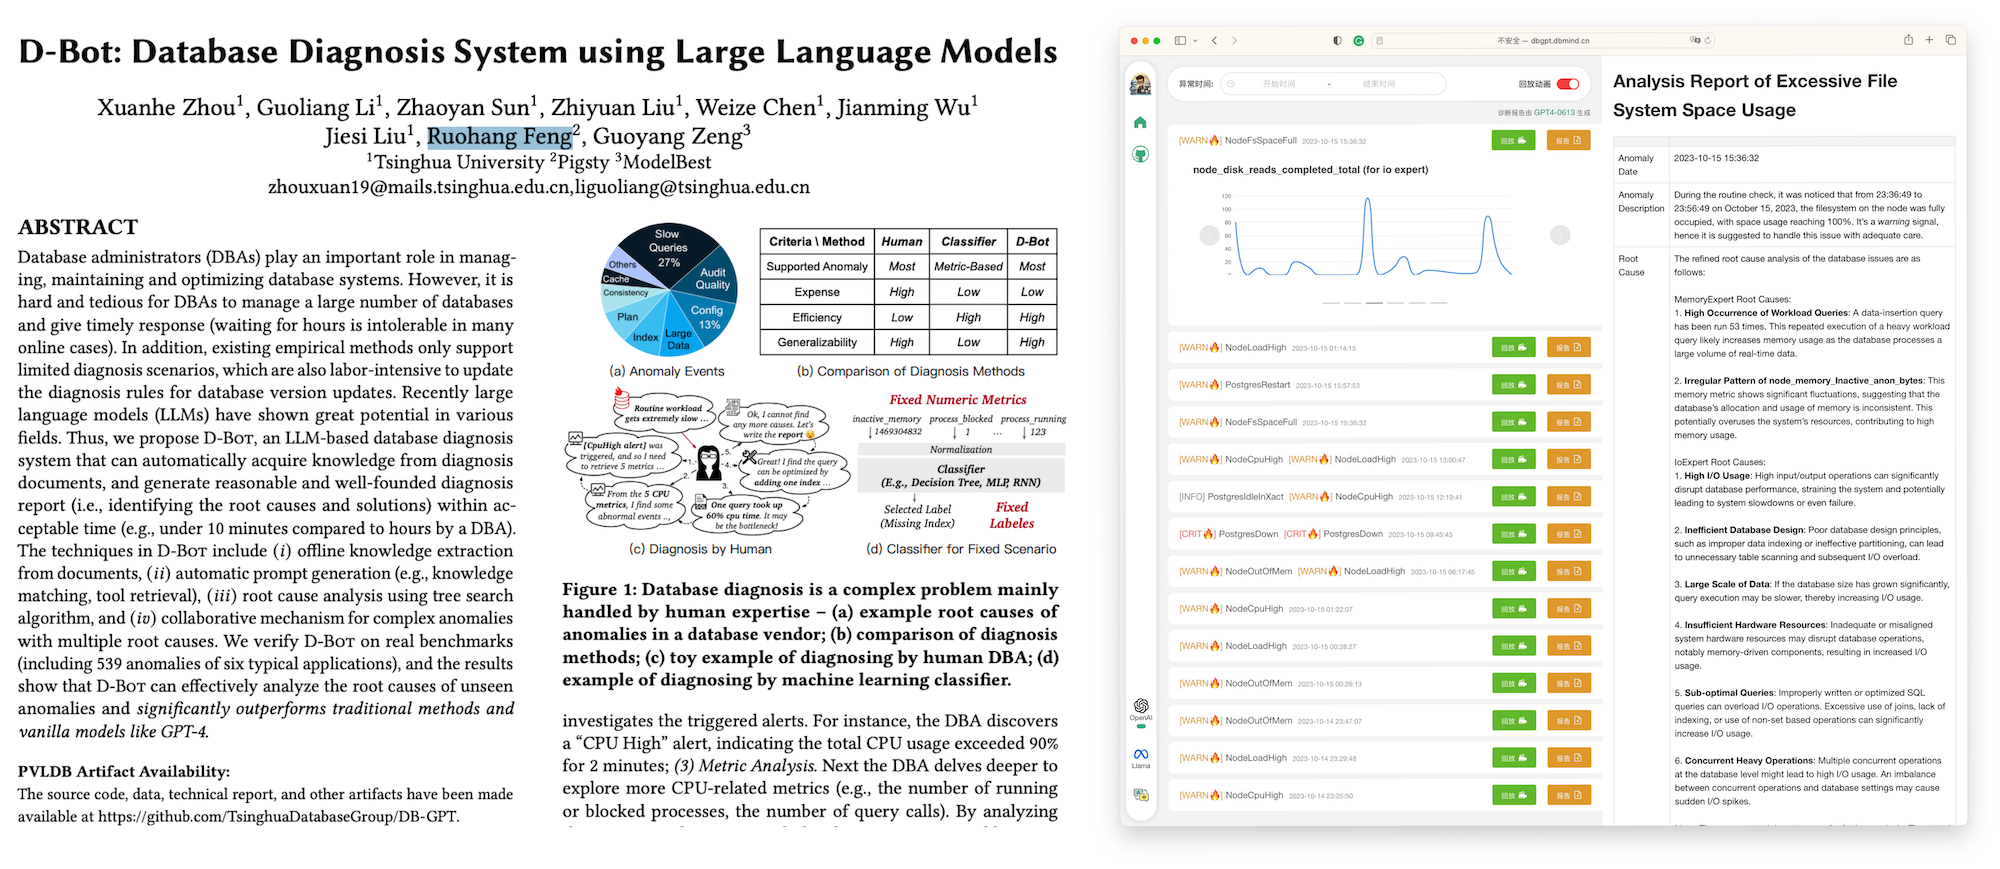 D-Bot: Database Diagnosis System using Large Language Models
Xuanhe Zhou1, Guoliang Li1, Zhaoyan Sun1, Zhiyuan Liu1, Weize Chen1, Jianming Wu1
Jiesi Liu1, Ruohang Feng2, Guoyang Zeng3
1Tsinghua University 2Pigsty 3ModelBest
zhouxuan19@mails.tsinghua.edu.cn,liguoliang@tsinghua.edu.cn
ABSTRACT
Database administrators (DBAs) play an important role in manag-
ing, maintaining and optimizing database systems. However, it is
hard and tedious for DBAs to manage a large number of databases
and give timely response (waiting for hours is intolerable in many
online cases). In addition, existing empirical methods only support
limited diagnosis scenarios, which are also labor-intensive to update
the diagnosis rules for database version updates. Recently large
language models (LLMs) have shown great potential in various
fields. Thus, we propose D-Bot, an LLM-based database diagnosis
system that can automatically acquire knowledge from diagnosis
documents, and generate reasonable and well-founded diagnosis
report (i.e., identifying the root causes and solutions) within ac-
ceptable time (e.g., under 10 minutes compared to hours by a DBA).
The techniques in D-Bot include (i) offline knowledge extraction
from documents, (ii) automatic prompt generation (e.g., knowledge
matching, tool retrieval), (iii) root cause analysis using tree search
algorithm, and (iv) collaborative mechanism for complex anomalies
with multiple root causes. We verify D-Bot on real benchmarks
(including 539 anomalies of six typical applications), and the results
show that D-Bot can effectively analyze the root causes of unseen
anomalies and significantly outperforms traditional methods and
vanilla models like GPT-4.
PVLDB Artifact Availability:
The source code, data, technical report, and other artifacts have been made
available at https://github.com/TsinghuaDatabaseGroup/DB-GPT.
Slow
Queries
27%
Audit
Quality
Config
13%
Large
Data
Index
Plan
Consistency
Cache
Others
(a) Anomaly Events
Criteria \ Method Human Classifier D-Bot
Supported Anomaly Most Metric-Based Most
Expense High Low Low
Efficiency Low High High
Generalizability High Low High
(b) Comparison of Diagnosis Methods
Routine workload
gets extremely slow ...
Ok, I cannot find
any more causes. Let's
write the report
[CpuHigh alert] was
triggered, and so I need
to retrieve 5 metrics ...
Great! I find the query
can be optimized by
adding one index ...
From the 5 CPU
metrics, I find some
abnormal events ..,
One query took up
60% cpu time. It may
be the bottleneck!
1.
2.
3.
4.
5.
(c) Diagnosis by Human
Fixed Numeric Metrics
inactive_memory process_blocked process_running
1469304832 1 ... 123
Normalization
Classifier
(E.g., Decision Tree, MLP, RNN)
Selected Label
(Missing Index)
Fixed
Labeles
(d) Classifier for Fixed Scenario
Figure 1: Database diagnosis is a complex problem mainly
handled by human expertise – (a) example root causes of
anomalies in a database vendor; (b) comparison of diagnosis
methods; (c) toy example of diagnosing by human DBA; (d)
example of diagnosing by machine learning classifier.
investigates the triggered alerts. For instance, the DBA discovers
a “CPU High” alert, indicating the total CPU usage exceeded 90%
for 2 minutes; (3) Metric Analysis. Next the DBA delves deeper to
explore more CPU-related metrics (e.g., the number of running
or blocked processes, the number of query calls). By analyzing
不安全 — dbgpt.dbmind.cn
异常时间: 开始时间 - 结束时间 回放动画
诊断报告由 GPT4-0613 生成
[WARN🔥] NodeFsSpaceFull 2023-10-15 15:36:32 回放 报告
node_disk_reads_completed_total (for io expert)
120
100
80
60
40
20
0
[WARN🔥] NodeLoadHigh 2023-10-15 01:14:15 回放 报告
[WARN🔥] PostgresRestart 2023-10-15 15:57:53 回放 报告
[WARN🔥] NodeFsSpaceFull 2023-10-15 15:36:32 回放 报告
[WARN🔥] NodeCpuHigh [WARN🔥] NodeLoadHigh 2023-10-15 13:00:47 回放 报告
[INFO] PostgresIdleInXact [WARN🔥] NodeCpuHigh 2023-10-15 12:19:41 回放 报告
[CRIT🔥] PostgresDown [CRIT🔥] PostgresDown 2023-10-15 09:45:43 回放 报告
[WARN🔥] NodeOutOfMem [WARN🔥] NodeLoadHigh 2023-10-15 06:17:45 回放 报告
[WARN🔥] NodeCpuHigh 2023-10-15 01:22:07 回放 报告
[WARN🔥] NodeLoadHigh 2023-10-15 00:28:27 回放 报告
[WARN🔥] NodeOutOfMem 2023-10-15 00:26:13 回放 报告
[WARN🔥] NodeOutOfMem 2023-10-14 23:47:07 回放 报告
[WARN🔥] NodeLoadHigh 2023-10-14 23:29:48 回放 报告
[WARN🔥] NodeCpuHigh 2023-10-14 23:25:50 回放 报告
OpenAI
Llama
Analysis Report of Excessive File
System Space Usage
Anomaly
Date
2023-10-15 15:36:32
Anomaly
Description
During the routine check, it was noticed that from 23:36:49 to
23:56:49 on October 15, 2023, the filesystem on the node was fully
occupied, with space usage reaching 100%. It's a warning signal,
hence it is suggested to handle this issue with adequate care.
Root
Cause
The refined root cause analysis of the database issues are as
follows:
MemoryExpert Root Causes:
1. High Occurrence of Workload Queries: A data-insertion query
has been run 53 times. This repeated execution of a heavy workload
query likely increases memory usage as the database processes a
large volume of real-time data.
2. Irregular Pattern of node_memory_Inactive_anon_bytes: This
memory metric shows significant fluctuations, suggesting that the
database's allocation and usage of memory is inconsistent. This
potentially overuses the system's resources, contributing to high
memory usage.
IoExpert Root Causes:
1. High I/O Usage: High input/output operations can significantly
disrupt database performance, straining the system and potentially
leading to system slowdowns or even failure.
2. Inefficient Database Design: Poor database design principles,
such as improper data indexing or ineffective partitioning, can lead
to unnecessary table scanning and subsequent I/O overload.
3. Large Scale of Data: If the database size has grown significantly,
query execution may be slower, thereby increasing I/O usage.
4. Insufficient Hardware Resources: Inadequate or misaligned
system hardware resources may disrupt database operations,
notably memory-driven components, resulting in increased I/O
usage.
5. Sub-optimal Queries: Improperly written or optimized SQL
queries can overload I/O operations. Excessive use of joins, lack of
indexing, or use of non-set based operations can significantly
increase I/O usage.
6. Concurrent Heavy Operations: Multiple concurrent operations
at the database level might lead to high I/O usage. An imbalance
between concurrent operations and database settings may cause
sudden I/O spikes.